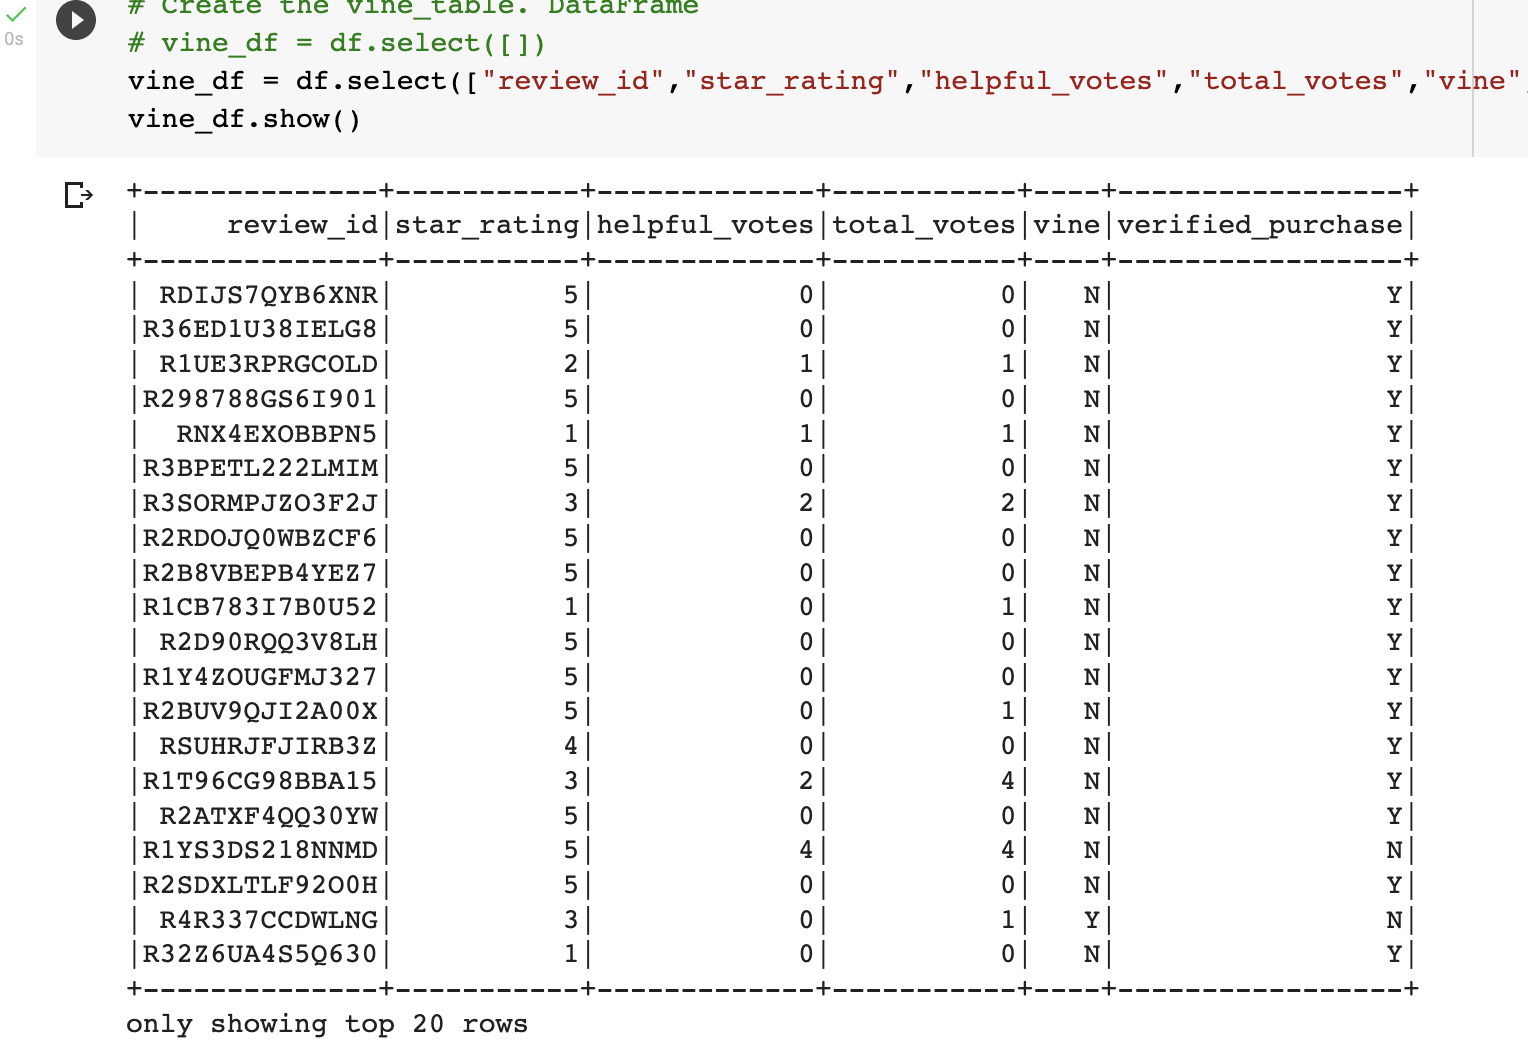 # Create the vine_table. DataFrame
0s
# vine_df = df.select([])
vine_df = df.select(["review_id","star_rating","helpful_votes","total_votes","vine"
vine_df.show()
+--------------+-----------+-------------+-----------+----+-----------------+
|     review_id|star_rating|helpful_votes|total_votes|vine|verified_purchase|
+--------------+-----------+-------------+-----------+----+-----------------+
| RDIJS7QYB6XNR|          5|            0|          0|   N|                Y|
|R36ED1U38IELG8|          5|            0|          0|   N|                Y|
| R1UE3RPRGCOLD|          2|            1|          1|   N|                Y|
|R298788GS6I901|          5|            0|          0|   N|                Y|
|  RNX4EXOBBPN5|          1|            1|          1|   N|                Y|
|R3BPETL222LMIM|          5|            0|          0|   N|                Y|
|R3SORMPJZO3F2J|          3|            2|          2|   N|                Y|
|R2RDOJQ0WBZCF6|          5|            0|          0|   N|                Y|
|R2B8VBEPB4YEZ7|          5|            0|          0|   N|                Y|
|R1CB783I7B0U52|          1|            0|          1|   N|                Y|
| R2D90RQQ3V8LH|          5|            0|          0|   N|                Y|
|R1Y4ZOUGFMJ327|          5|            0|          0|   N|                Y|
|R2BUV9QJI2A00X|          5|            0|          1|   N|                Y|
| RSUHRJFJIRB3Z|          4|            0|          0|   N|                Y|
|R1T96CG98BBA15|          3|            2|          4|   N|                Y|
| R2ATXF4QQ30YW|          5|            0|          0|   N|                Y|
|R1YS3DS218NNMD|          5|            4|          4|   N|                N|
|R2SDXLTLF92O0H|          5|            0|          0|   N|                Y|
| R4R337CCDWLNG|          3|            0|          1|   Y|                N|
|R32Z6UA4S5Q630|          1|            0|          0|   N|                Y|
+--------------+-----------+-------------+-----------+----+-----------------+
only showing top 20 rows